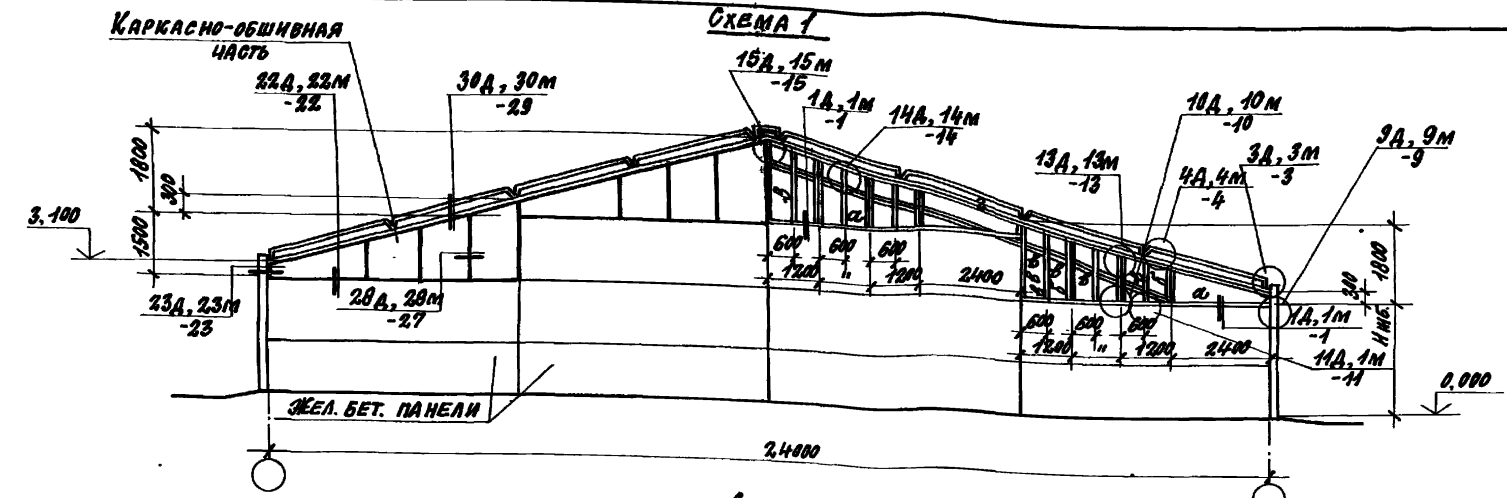 Схема 1
Каркасно-обшивная
часть
22д, 22м
-22
30д, 30м
-29
15д, 15м
-15
1д, 1м
-1
14д, 14м
-14
10д, 10м
-10
13д, 13м
-13
4д, 4м
-4
3д, 3м
-3
9д, 9м
-9
1800
300
1500
3,100
23д, 23м
-23
28д, 28м
-27
в
а
600
600
600
1200
"
1200
2400
а
600
600
600
1200
"
1200
2400
1800
300
Нжб.
1д, 1м
-1
11д, 1м
-11
0,000
Жел. бет. панели
24000